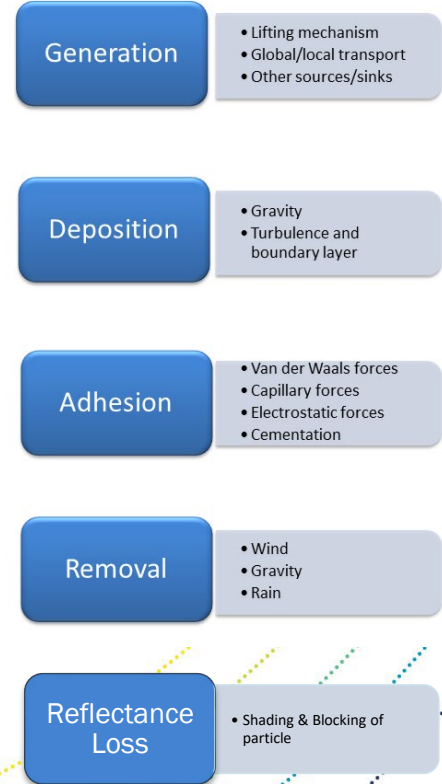 Generation
• Lifting mechanism
• Global/local transport
• Other sources/sinks
Deposition
• Gravity
• Turbulence and
boundary layer
Adhesion
• Van der Waals forces
• Capillary forces
• Electrostatic forces
• Cementation
Removal
• Wind
• Gravity
• Rain
Reflectance
Loss
• Shading & Blocking of
particle